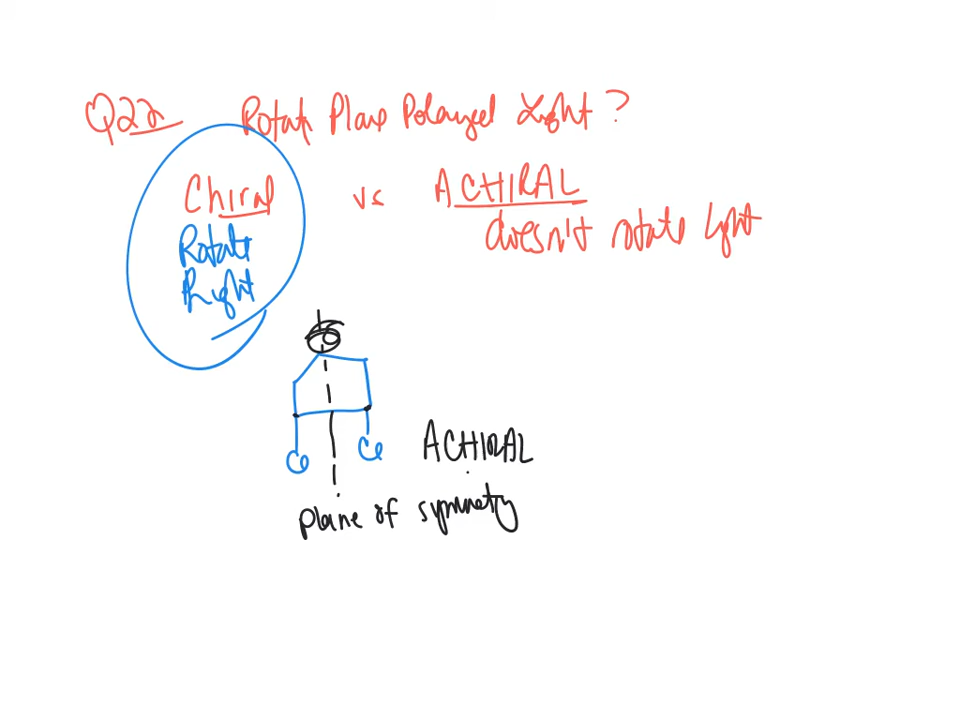 Q22 Rotate Plane Polarized Light?
Chiral vs ACHIRAL
Rotate doesn't rotate light
light
Cl Cl
ACHIRAL
plane of symmetry